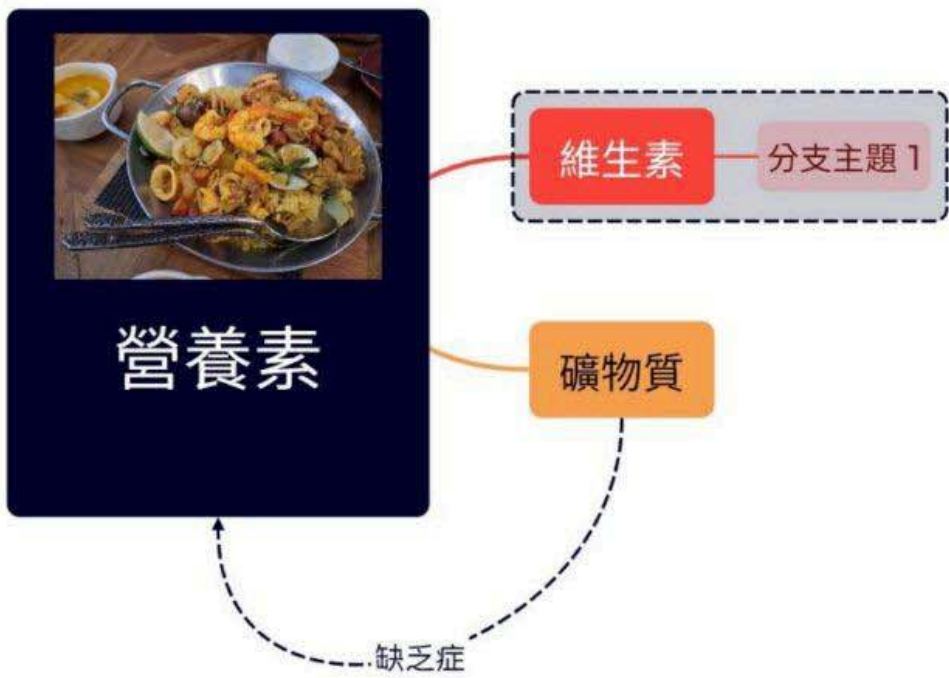 維生素
分支主題 1
營養素
礦物質
缺乏症